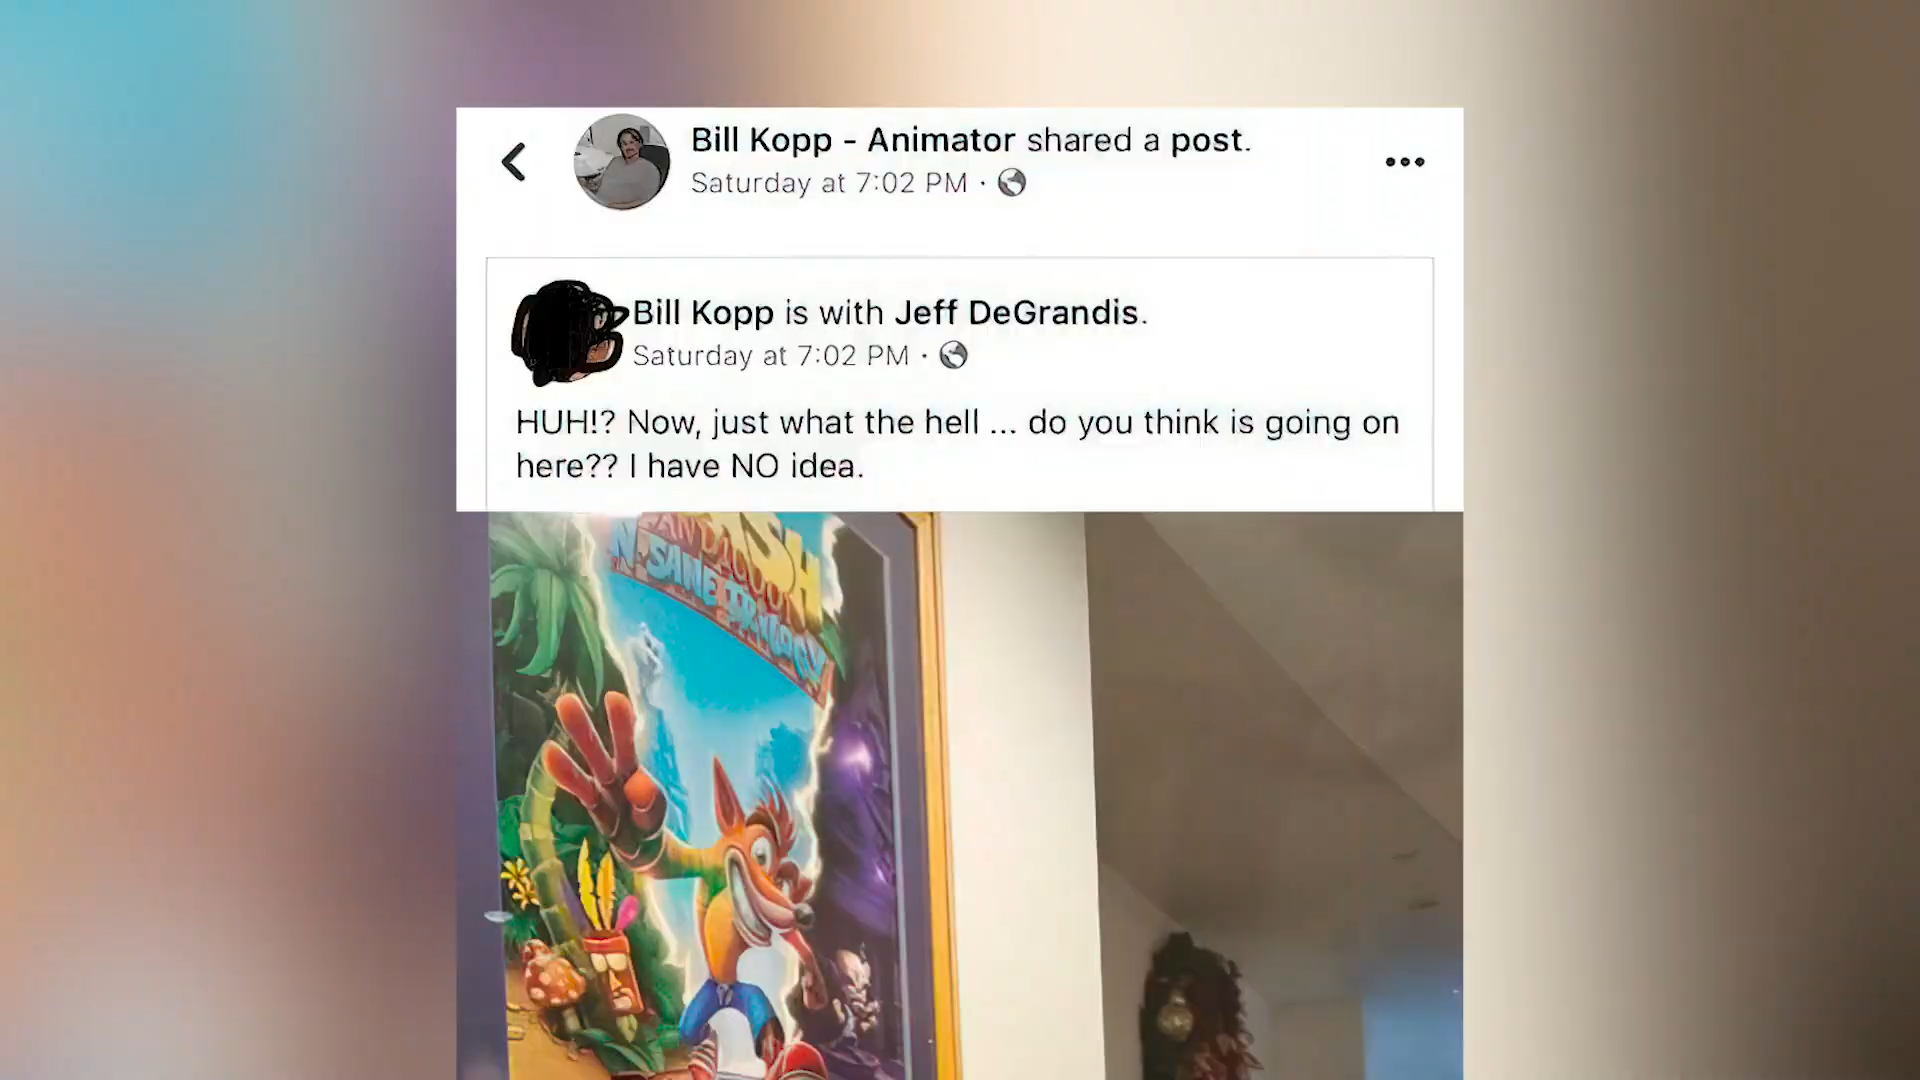 Bill Kopp - Animator shared a post.
Saturday at 7:02 PM ·
Bill Kopp is with Jeff DeGrandis.
Saturday at 7:02 PM ·
HUH!? Now, just what the hell ... do you think is going on
here?? I have NO idea.
N. SANE TRILOGY